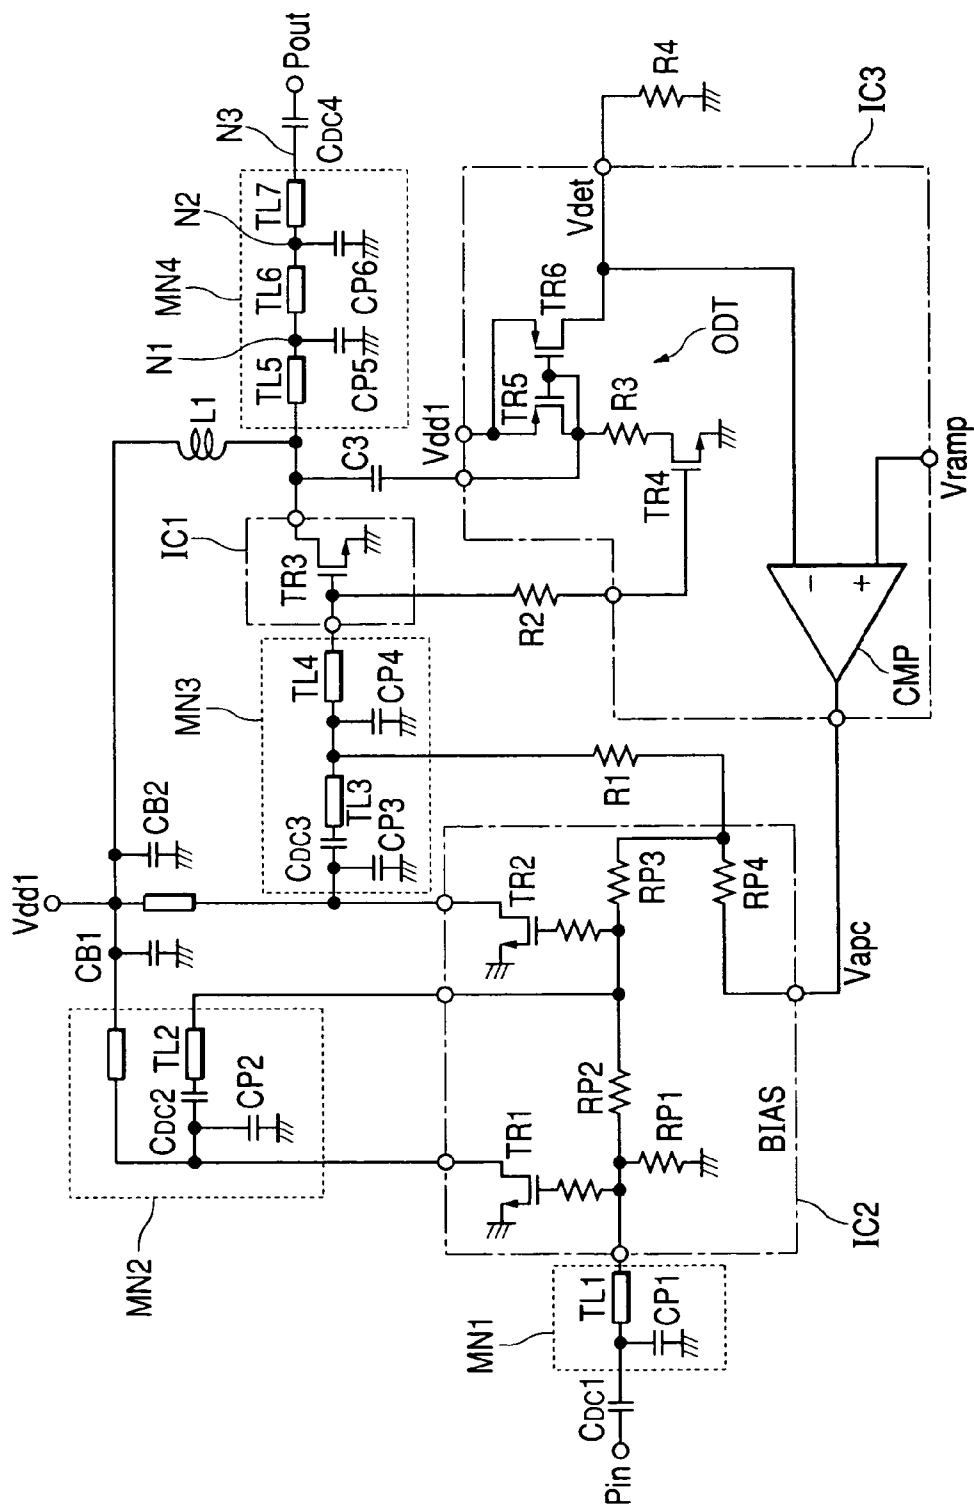 Vdd1
CB1
CB2
L1
MN4
N1
N2
N3
TL5
TL6
TL7
CP5
CP6
CDC4
Pout
MN2
CDC2
TL2
CP2
MN3
CDC3
TL3
CP3
TL4
CP4
IC1
TR3
C3
Vdd1
TR5
TR6
R3
TR4
ODT
Vdet
R4
IC3
R2
R1
Vramp
CMP
−
+
Vapc
TR1
TR2
RP1
RP2
RP3
RP4
BIAS
IC2
MN1
TL1
CP1
CDC1
Pin